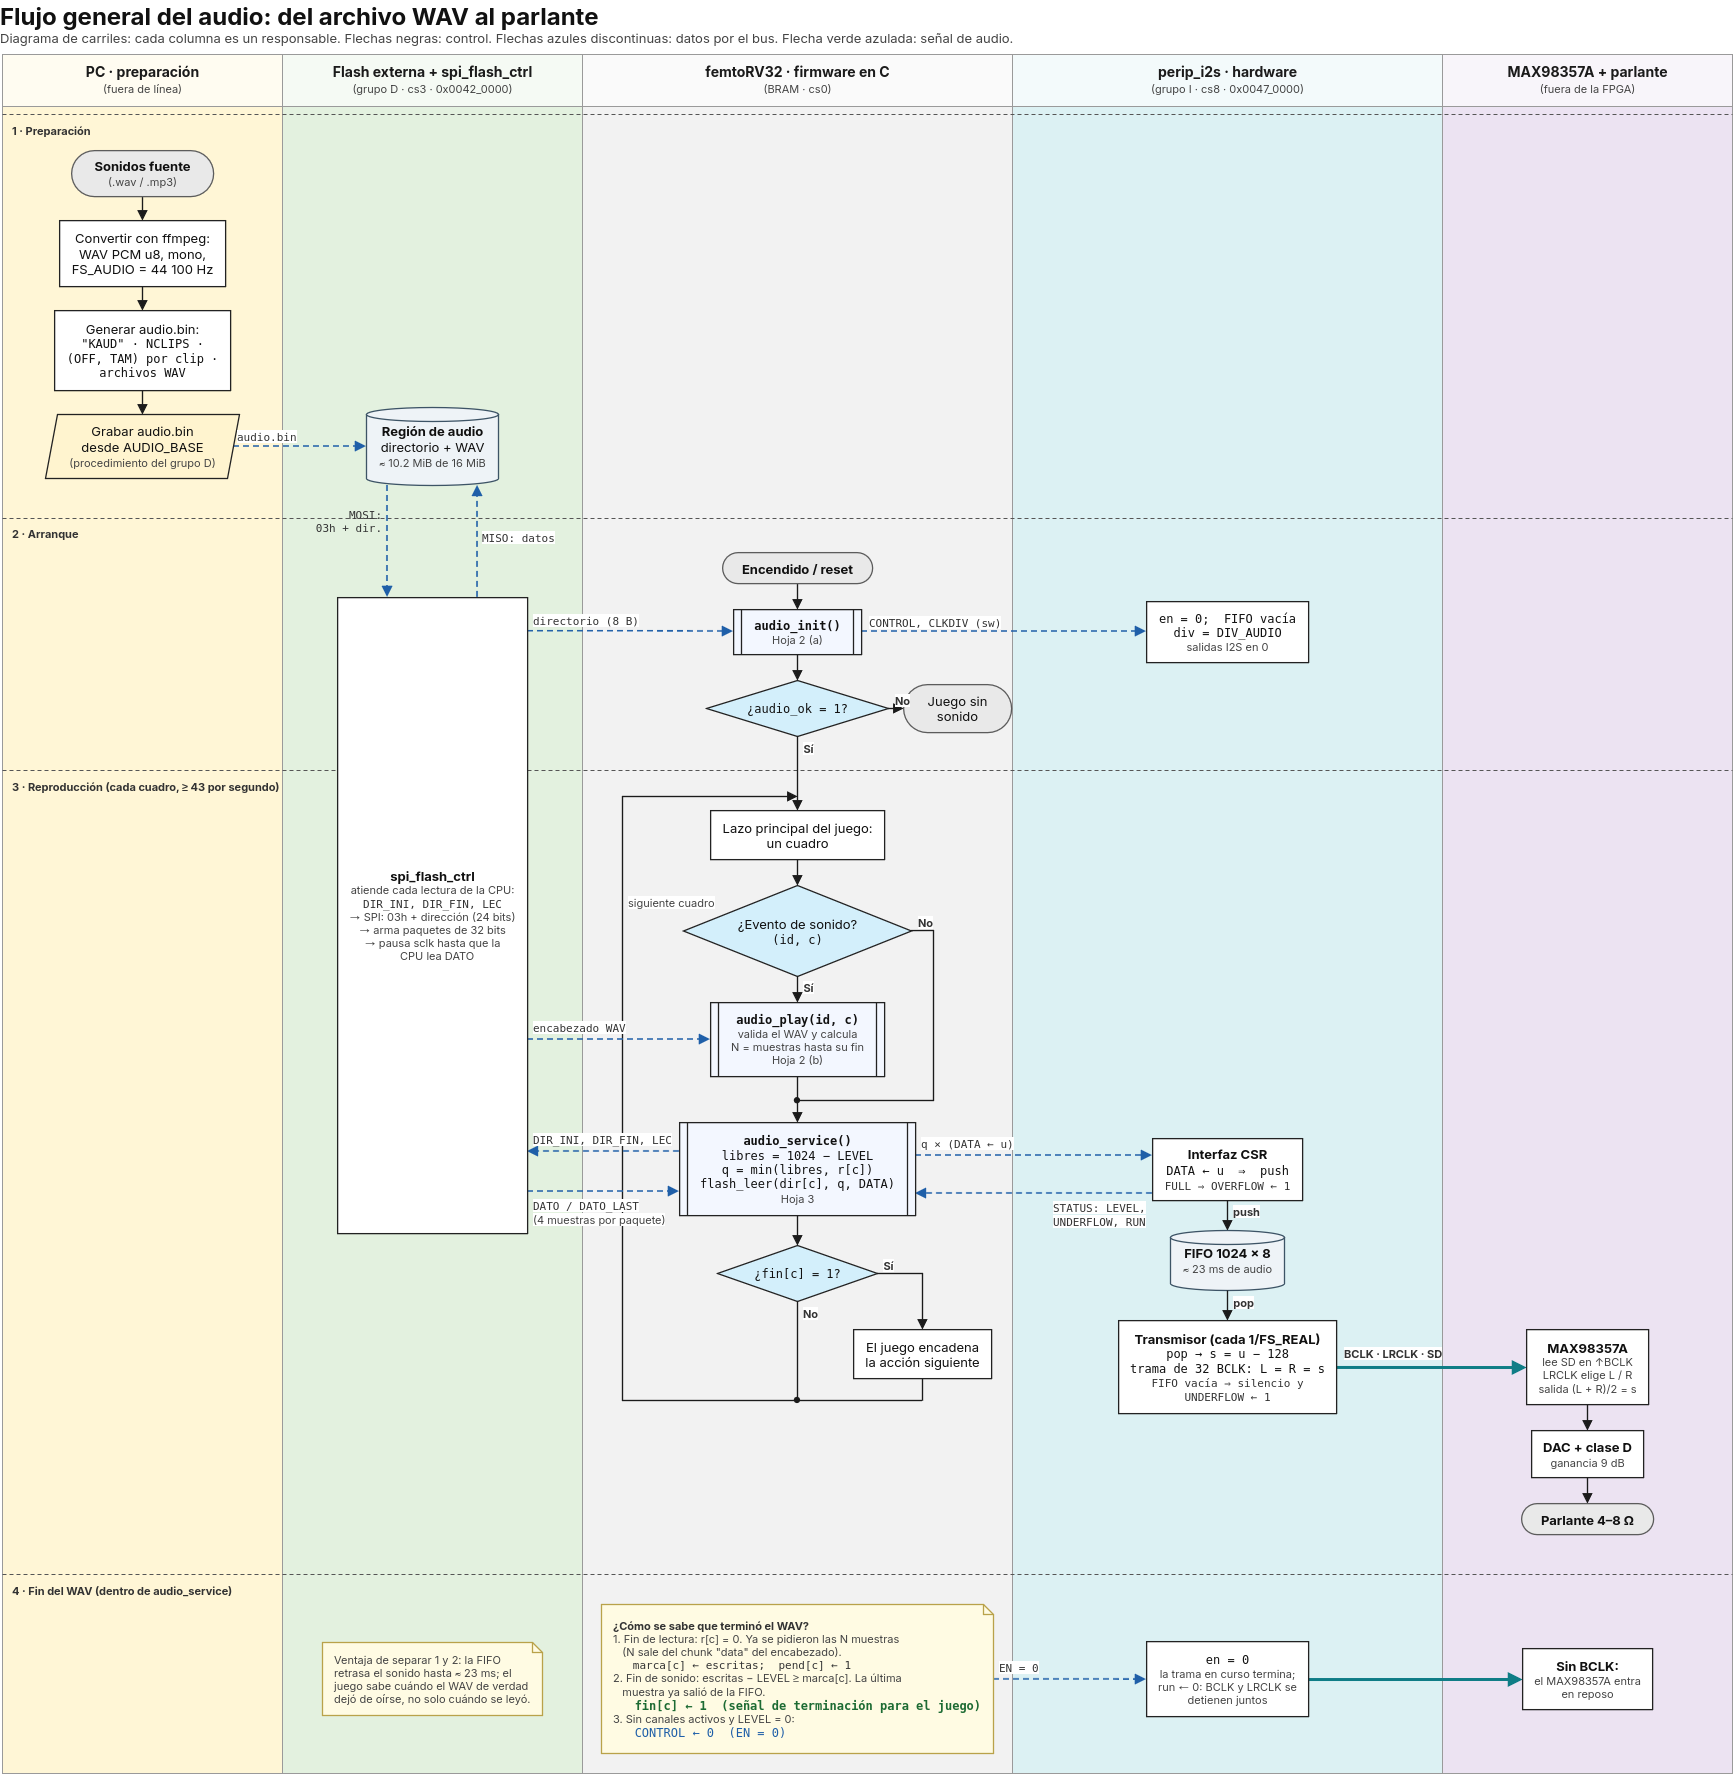 Flujo general del audio: del archivo WAV al parlante
Diagrama de carriles: cada columna es un responsable. Flechas negras: control. Flechas azules discontinuas: datos por el bus. Flecha verde azulada: señal de audio.
PC · preparación
(fuera de línea)
Flash externa + spi_flash_ctrl
(grupo D · cs3 · 0x0042_0000)
femtoRV32 · firmware en C
(BRAM · cs0)
perip_i2s · hardware
(grupo I · cs8 · 0x0047_0000)
MAX98357A + parlante
(fuera de la FPGA)
1 · Preparación
Sonidos fuente
(.wav / .mp3)
Convertir con ffmpeg:
WAV PCM u8, mono,
FS_AUDIO = 44 100 Hz
Generar audio.bin:
"KAUD" · NCLIPS ·
(OFF, TAM) por clip ·
archivos WAV
Grabar audio.bin
desde AUDIO_BASE
(procedimiento del grupo D)
audio.bin
Región de audio
directorio + WAV
≈ 10.2 MiB de 16 MiB
MOSI:
03h + dir.
MISO: datos
2 · Arranque
Encendido / reset
directorio (8 B)
audio_init()
Hoja 2 (a)
CONTROL, CLKDIV (sw)
en = 0;  FIFO vacía
div = DIV_AUDIO
salidas I2S en 0
¿audio_ok = 1?
No
Juego sin
sonido
Sí
3 · Reproducción (cada cuadro, ≥ 43 por segundo)
Lazo principal del juego:
un cuadro
spi_flash_ctrl
atiende cada lectura de la CPU:
DIR_INI, DIR_FIN, LEC
→ SPI: 03h + dirección (24 bits)
→ arma paquetes de 32 bits
→ pausa sclk hasta que la
CPU lea DATO
siguiente cuadro
¿Evento de sonido?
(id, c)
No
Sí
encabezado WAV
audio_play(id, c)
valida el WAV y calcula
N = muestras hasta su fin
Hoja 2 (b)
DIR_INI, DIR_FIN, LEC
audio_service()
libres = 1024 − LEVEL
q = min(libres, r[c])
flash_leer(dir[c], q, DATA)
Hoja 3
DATO / DATO_LAST
(4 muestras por paquete)
q × (DATA ← u)
STATUS: LEVEL,
UNDERFLOW, RUN
Interfaz CSR
DATA ← u  ⇒  push
FULL ⇒ OVERFLOW ← 1
push
FIFO 1024 × 8
≈ 23 ms de audio
pop
¿fin[c] = 1?
Sí
No
El juego encadena
la acción siguiente
Transmisor (cada 1/FS_REAL)
pop → s = u − 128
trama de 32 BCLK: L = R = s
FIFO vacía ⇒ silencio y
UNDERFLOW ← 1
BCLK · LRCLK · SD
MAX98357A
lee SD en ↑BCLK
LRCLK elige L / R
salida (L + R)/2 = s
DAC + clase D
ganancia 9 dB
Parlante 4–8 Ω
4 · Fin del WAV (dentro de audio_service)
Ventaja de separar 1 y 2: la FIFO
retrasa el sonido hasta ≈ 23 ms; el
juego sabe cuándo el WAV de verdad
dejó de oírse, no solo cuándo se leyó.
¿Cómo se sabe que terminó el WAV?
1. Fin de lectura: r[c] = 0. Ya se pidieron las N muestras
(N sale del chunk "data" del encabezado).
marca[c] ← escritas;  pend[c] ← 1
2. Fin de sonido: escritas − LEVEL ≥ marca[c]. La última
muestra ya salió de la FIFO.
fin[c] ← 1  (señal de terminación para el juego)
3. Sin canales activos y LEVEL = 0:
CONTROL ← 0  (EN = 0)
EN = 0
en = 0
la trama en curso termina;
run ← 0: BCLK y LRCLK se
detienen juntos
Sin BCLK:
el MAX98357A entra
en reposo